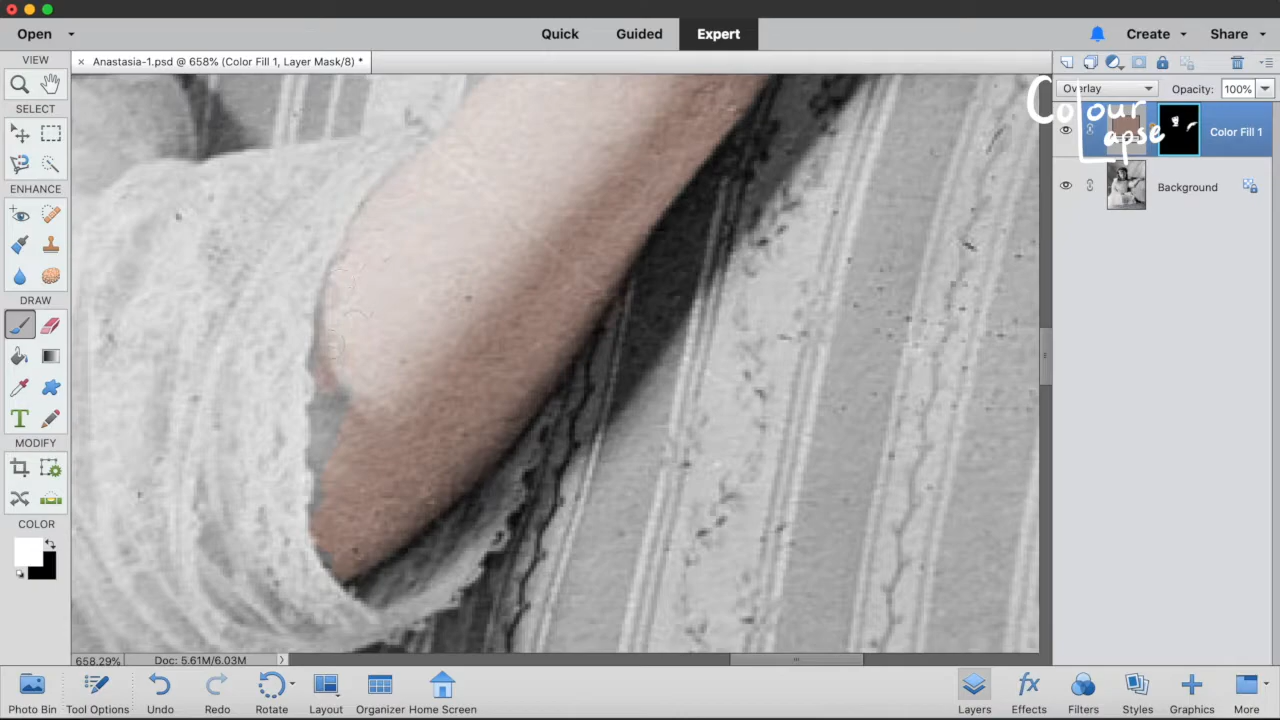 Open
Quick
Guided
Expert
Create
Share
VIEW
× Anastasia-1.psd @ 658% (Color Fill 1, Layer Mask/8) *
Overlay
Opacity: 100%
Colour
Lapse
SELECT
Color Fill 1
Background
ENHANCE
DRAW
MODIFY
COLOR
658.29%
Doc: 5.61M/6.03M
Photo Bin
Tool Options
Undo
Redo
Rotate
Layout
Organizer
Home Screen
Layers
Effects
Filters
Styles
Graphics
More